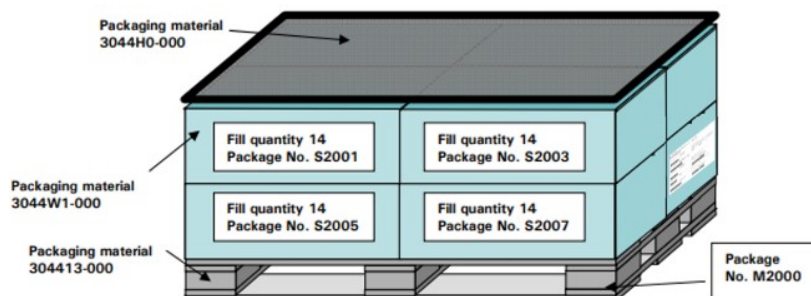 Packaging material
3044H0-000
Fill quantity 14
Package No. S2001
Fill quantity 14
Package No. S2003
Packaging material
3044W1-000
Fill quantity 14
Package No. S2005
Fill quantity 14
Package No. S2007
Packaging material
304413-000
Package
No. M2000